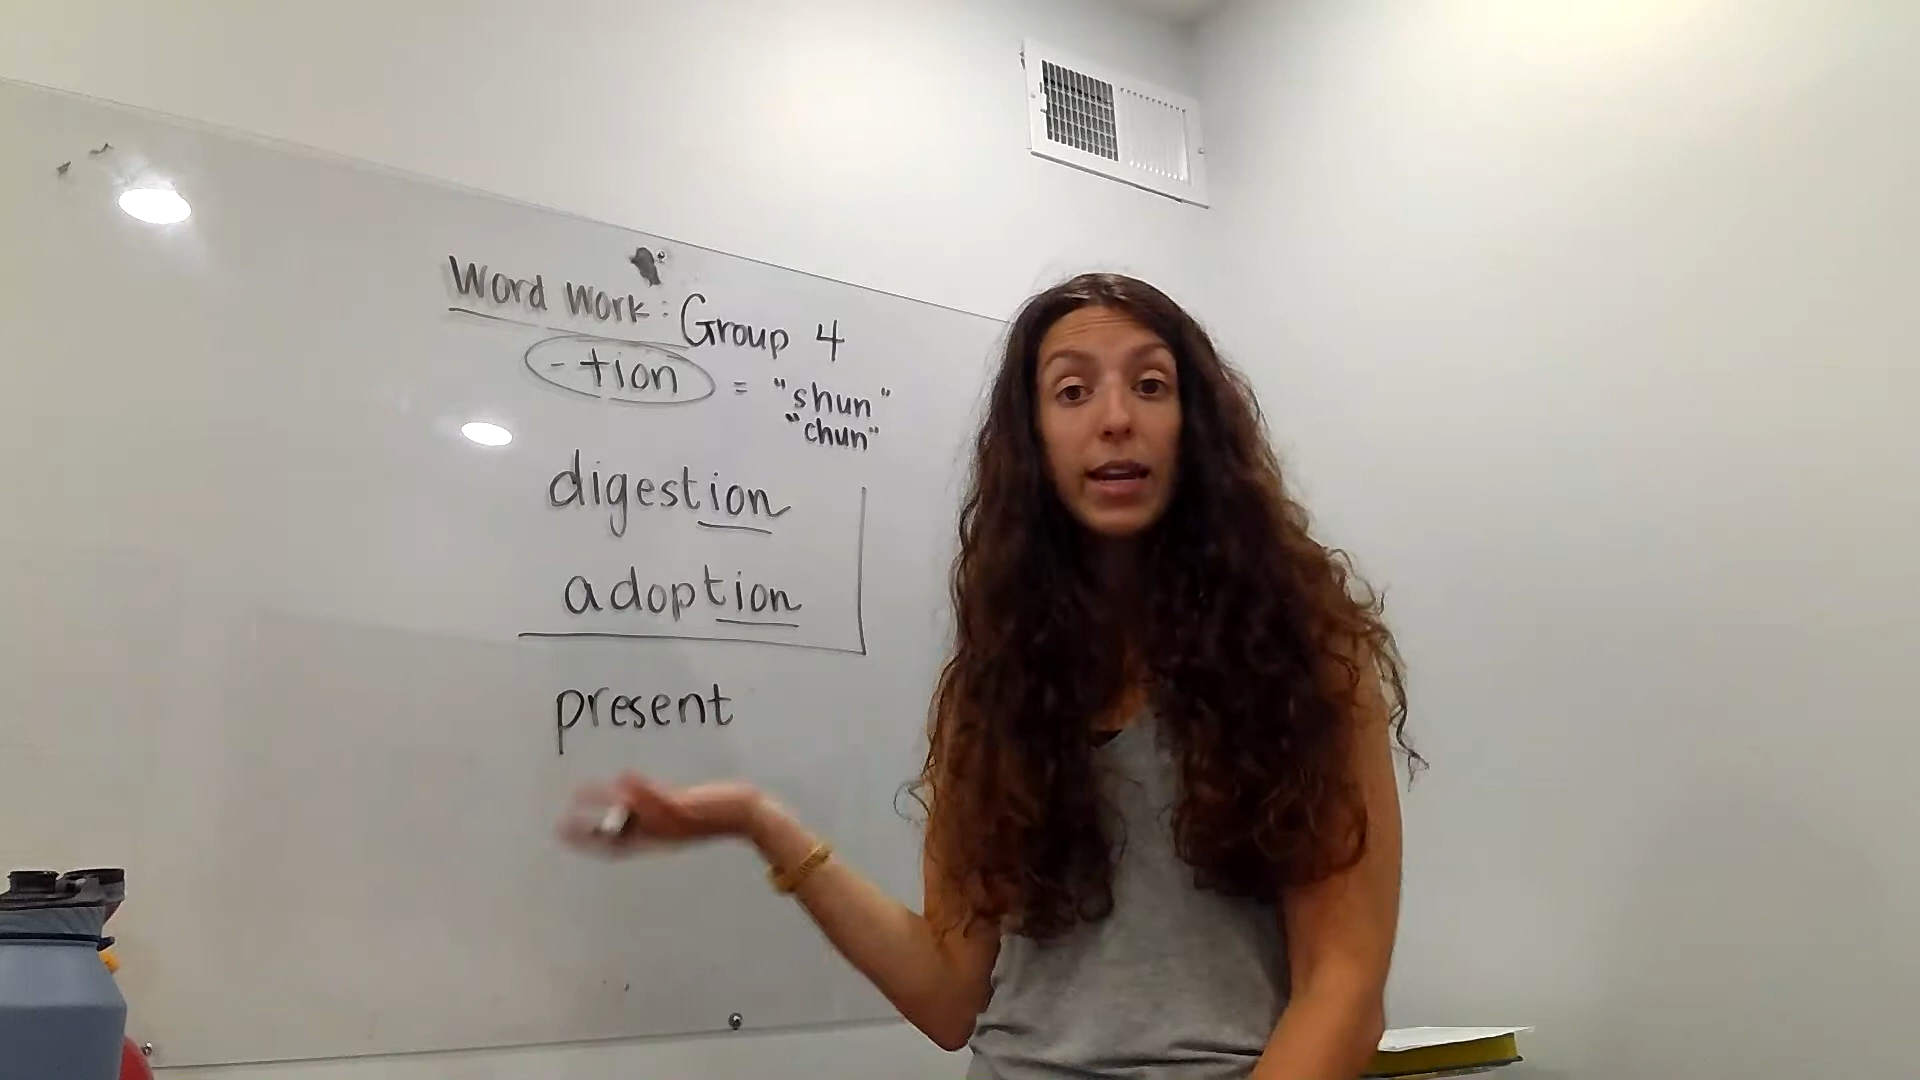 Word Work: Group 4
-tion = "shun"
"chun"
digestion
adoption
present